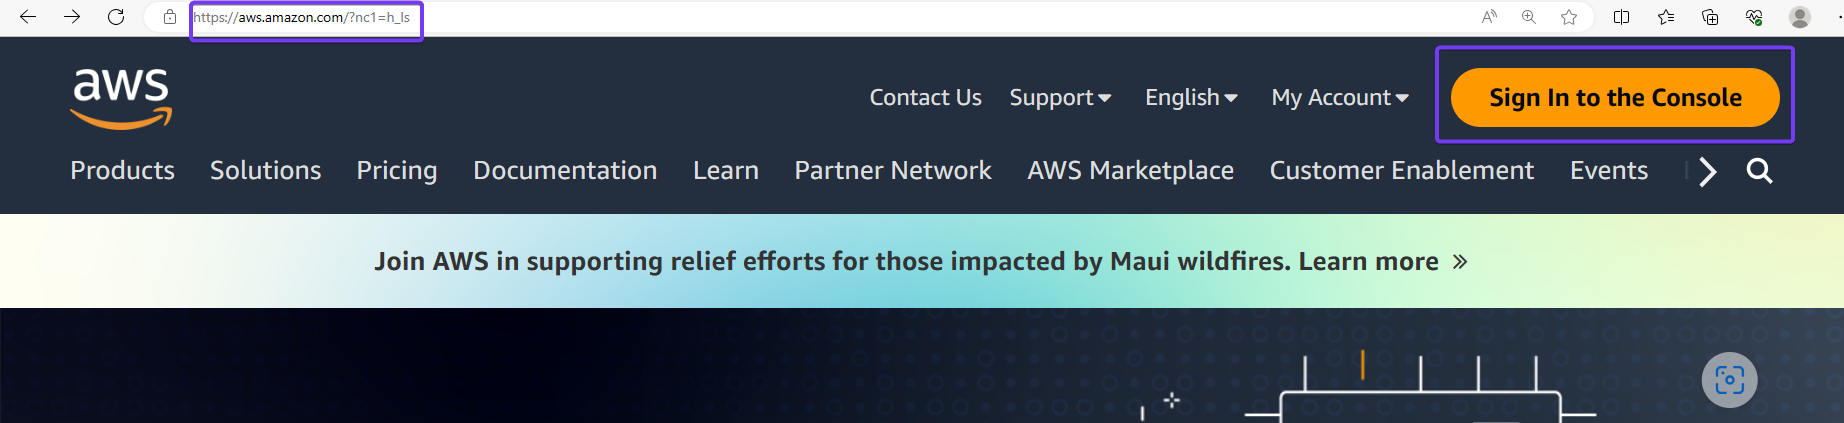 https://aws.amazon.com/?nc1=h_ls
aws
Contact Us Support English My Account Sign In to the Console
Products Solutions Pricing Documentation Learn Partner Network AWS Marketplace Customer Enablement Events
Join AWS in supporting relief efforts for those impacted by Maui wildfires. Learn more »